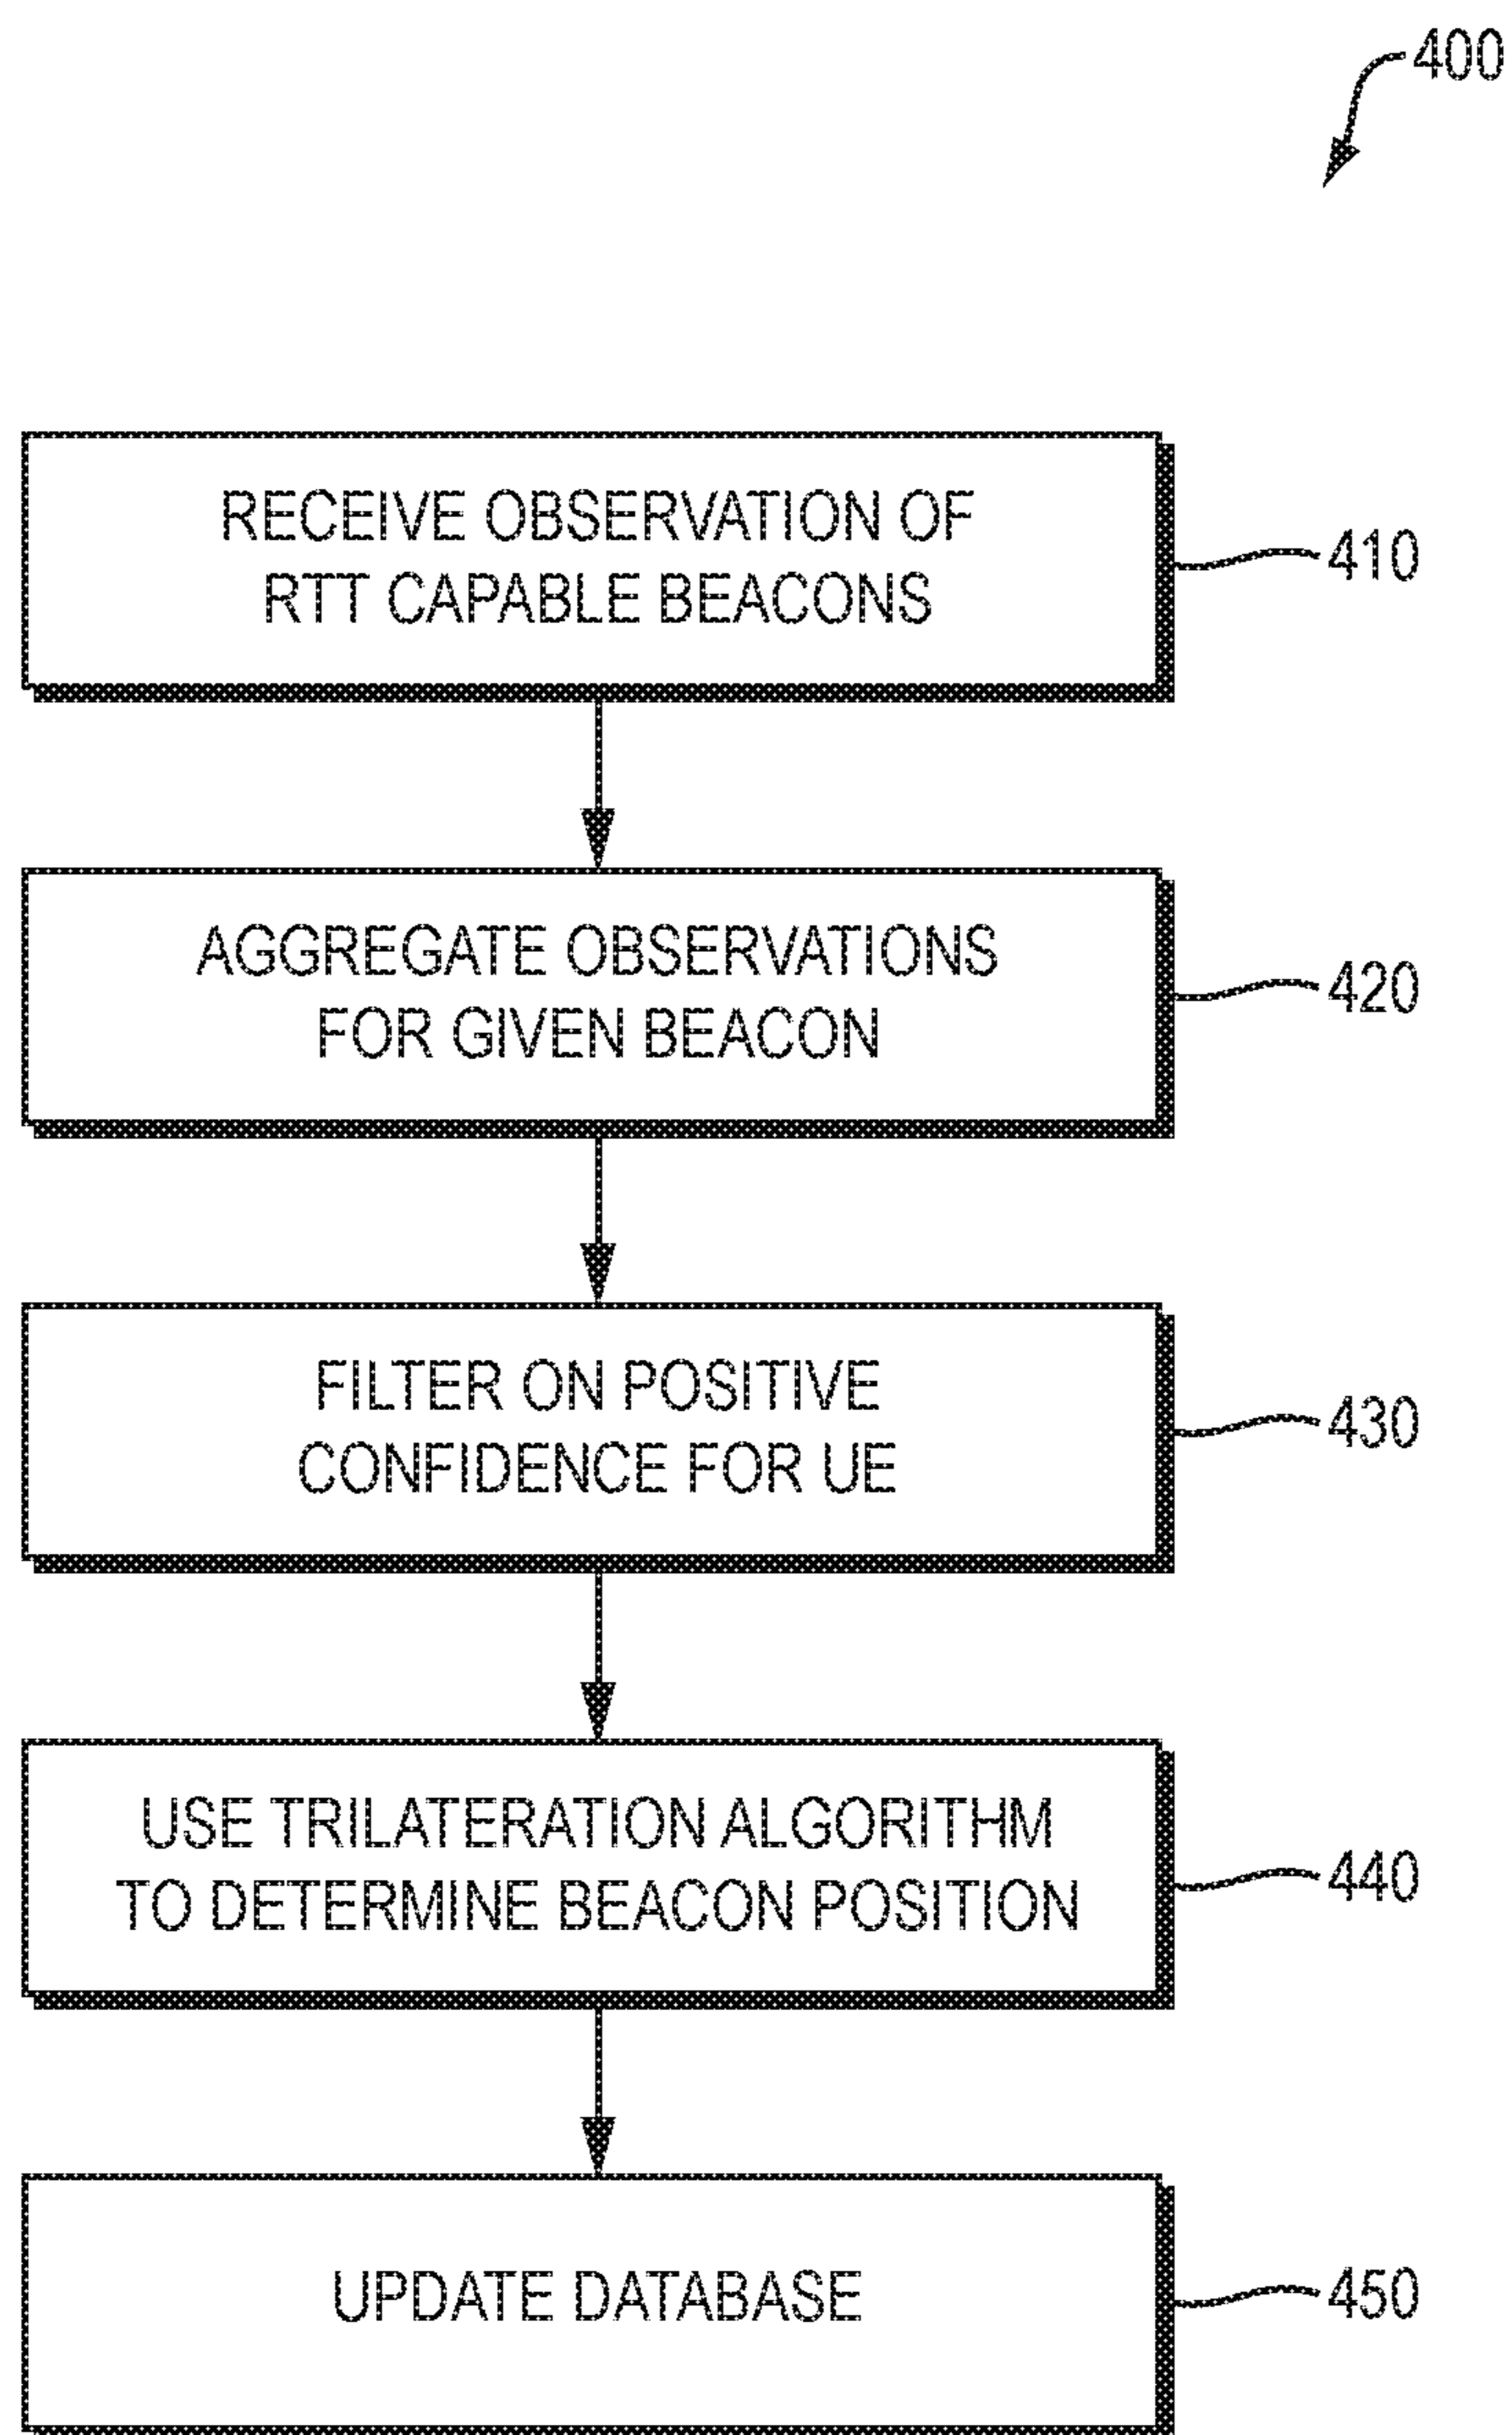 400
RECEIVE OBSERVATION OF
RTT CAPABLE BEACONS
410
AGGREGATE OBSERVATIONS
FOR GIVEN BEACON
420
FILTER ON POSITIVE
CONFIDENCE FOR UE
430
USE TRILATERATION ALGORITHM
TO DETERMINE BEACON POSITION
440
UPDATE DATABASE
450